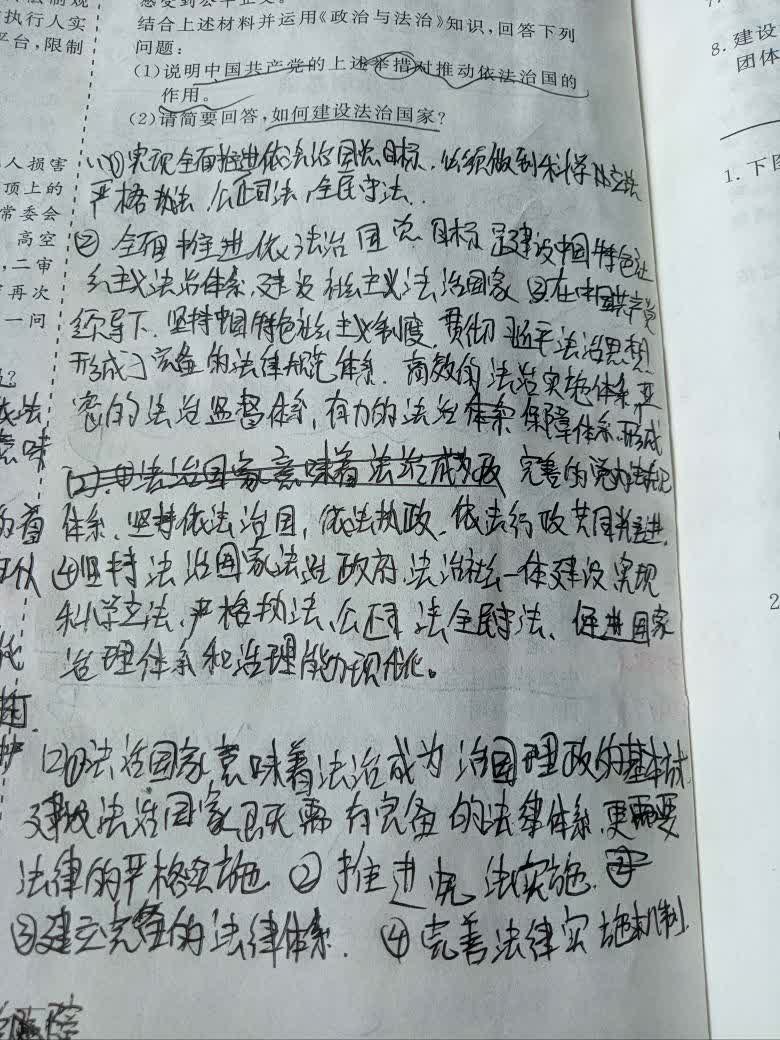 结合上述材料并运用《政治与法治》知识,回答下列
问题:
(1)说明中国共产党的上述举措对推动依法治国的
作用。
(2)请简要回答,如何建设法治国家?
(1)①实现全面推进依法治国总目标,必须做到科学立法
严格执法 公正司法,全民守法.
② 全面推进依法治国总目标是建设中国特色社
会主义法治体系,建设社会主义法治国家 ③在中国共产党
领导下,坚持中国特色社会主义制度,贯彻习近平法治思想
形成了完备的法律规范体系.高效的法治实施体系,严
密的法治监督体系,有力的法治体系保障体系,形成
(2).①法治国家意味着法治成为政 完善的党内法规
体系.坚持依法治国,依法执政.依法行政共同推进.
④坚持法治国家法治政府,法治社会一体建设 实现
科学立法,严格执法,公正司法全民守法、促进国家
治理体系和治理能力现代化。
(2)①法治国家意味着法治成为治国理政的基本方式
建设法治国家既需有完备的法律体系,更需要
法律的严格实施 ②推进宪法实施.
③建立完备的法律体系. ④完善法律实施机制.
执行人实
平台,限制
人损害
顶上的
常委会
高空
,二审
再次
一问
8.建设
团体
1.下